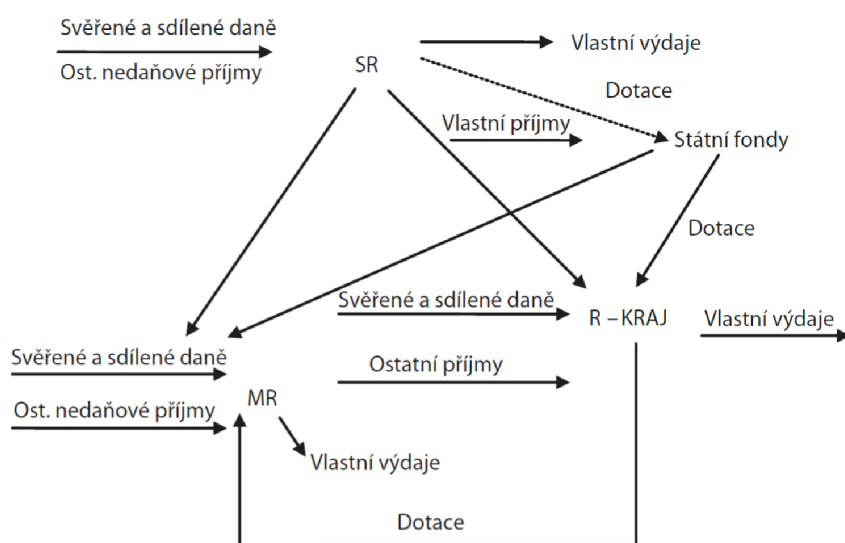 Svěřené a sdílené daně
Ost. nedaňové příjmy
SR
Vlastní výdaje
Dotace
Vlastní příjmy
Státní fondy
Dotace
Svěřené a sdílené daně
R – KRAJ
Vlastní výdaje
Svěřené a sdílené daně
Ostatní příjmy
Ost. nedaňové příjmy
MR
Vlastní výdaje
Dotace